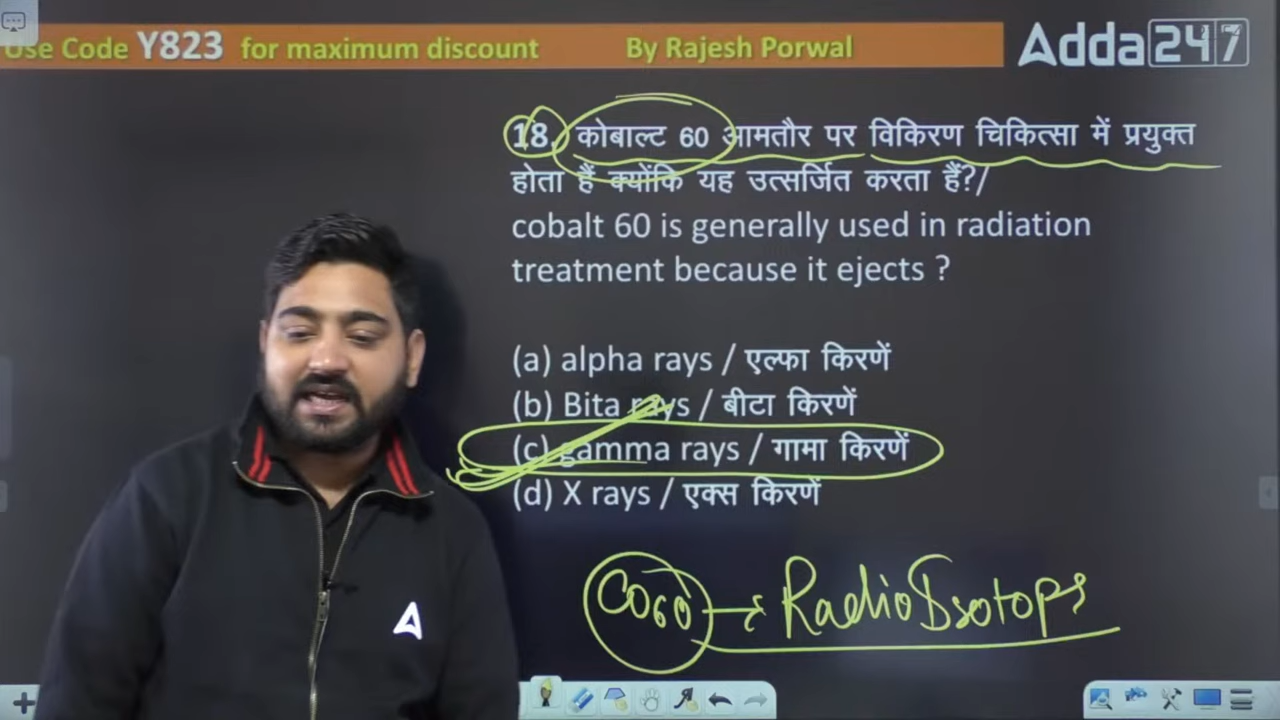 Use Code Y823 for maximum discount By Rajesh Porwal Adda247
18. कोबाल्ट 60 आमतौर पर विकिरण चिकित्सा में प्रयुक्त
होता हैं क्योंकि यह उत्सर्जित करता हैं?/
cobalt 60 is generally used in radiation
treatment because it ejects ?
(a) alpha rays / एल्फा किरणें
(b) Bita rays / बीटा किरणें
(c) gamma rays / गामा किरणें
(d) X rays / एक्स किरणें
CO60 → RadioIsotops